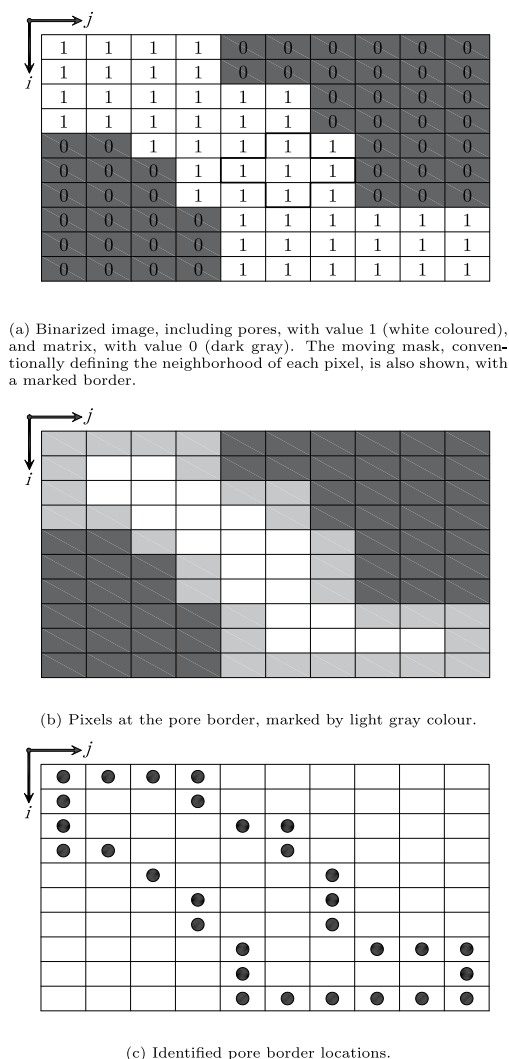 j
i
1 1 1 1 0 0 0 0 0 0
1 1 1 1 0 0 0 0 0 0
1 1 1 1 1 1 0 0 0 0
1 1 1 1 1 1 0 0 0 0
0 0 1 1 1 1 1 0 0 0
0 0 0 1 1 1 1 0 0 0
0 0 0 1 1 1 1 0 0 0
0 0 0 0 1 1 1 1 1 1
0 0 0 0 1 1 1 1 1 1
0 0 0 0 1 1 1 1 1 1
(a) Binarized image, including pores, with value 1 (white coloured),
and matrix, with value 0 (dark gray). The moving mask, conven-
tionally defining the neighborhood of each pixel, is also shown, with
a marked border.
j
i
(b) Pixels at the pore border, marked by light gray colour.
j
i
(c) Identified pore border locations.